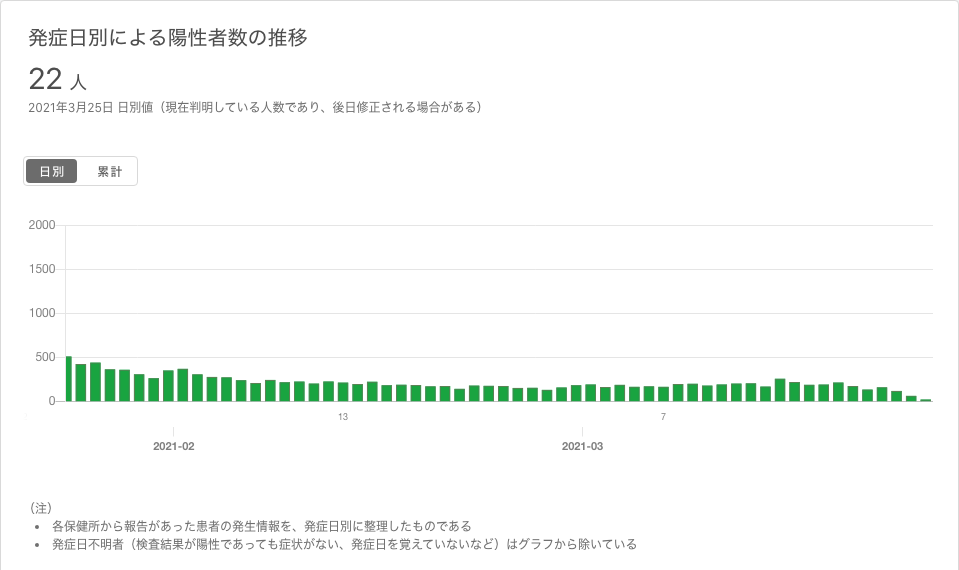 発症日別による陽性者数の推移
22 人
2021年3月25日 日別値（現在判明している人数であり、後日修正される場合がある）
日別 累計
2000
1500
1000
500
0
13 7
2021-02 2021-03
（注）
• 各保健所から報告があった患者の発生情報を、発症日別に整理したものである
• 発症日不明者（検査結果が陽性であっても症状がない、発症日を覚えていないなど）はグラフから除いている